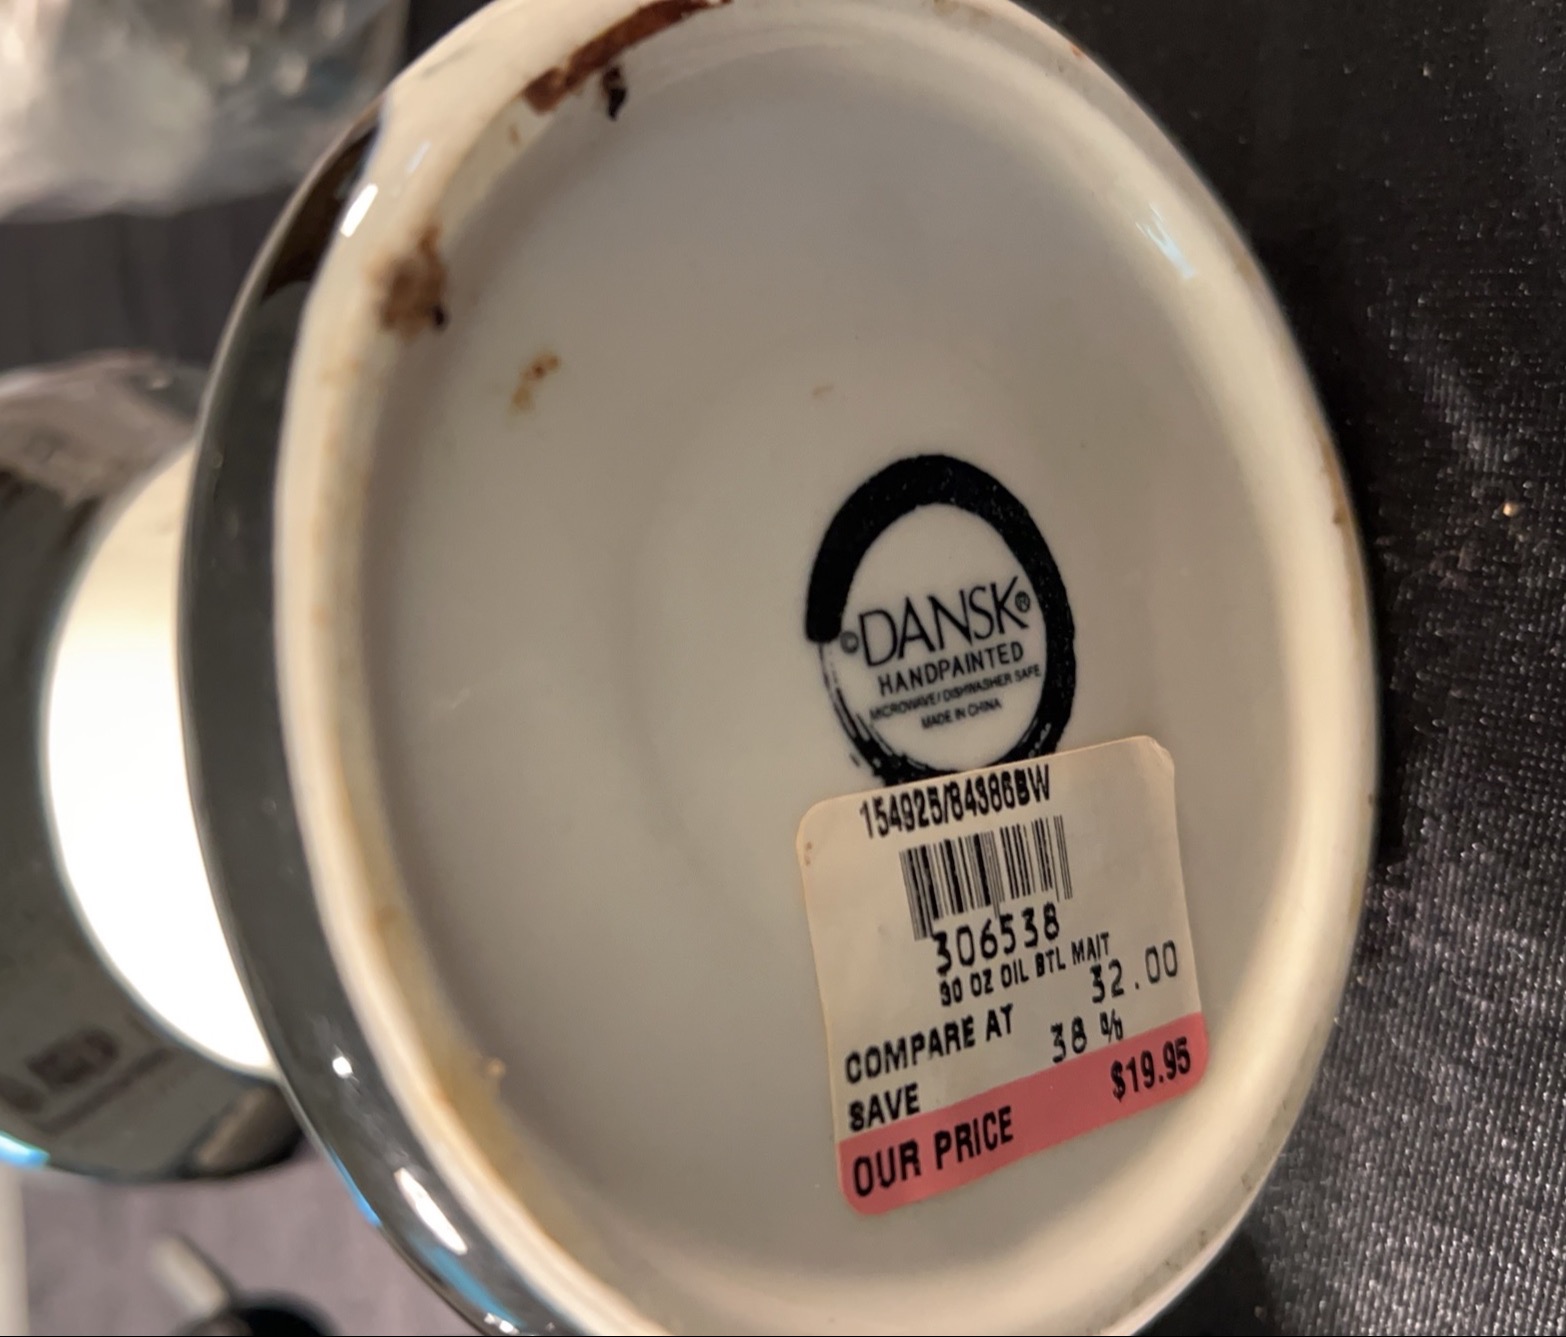 ©DANSK®
HANDPAINTED
MICROWAVE/DISHWASHER SAFE
MADE IN CHINA
154925/84386BW
306538
30 OZ OIL BTL MAIT
COMPARE AT 32.00
SAVE 38 %
OUR PRICE $19.95